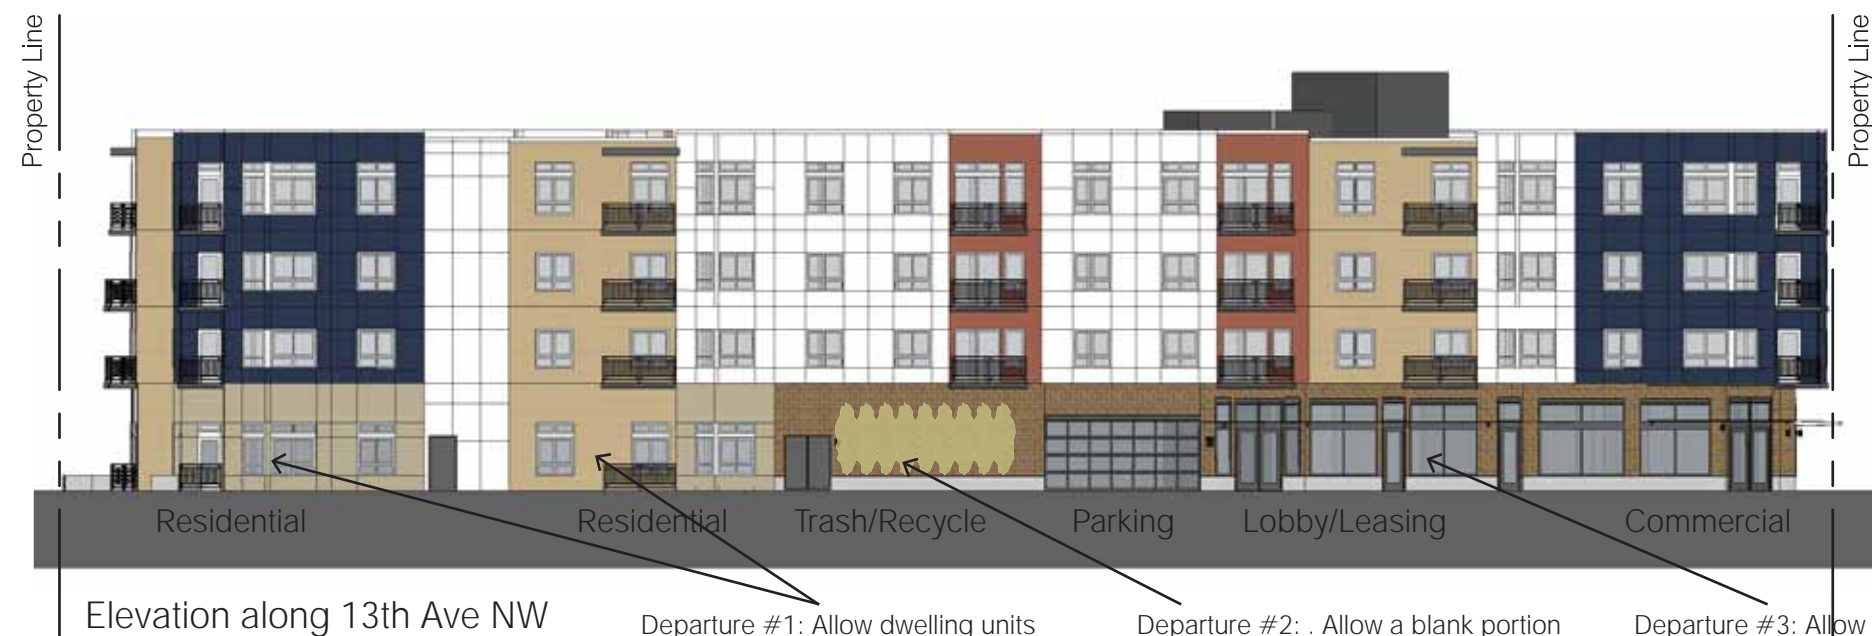 Property Line
Property Line
Residential
Residential
Trash/Recycle
Parking
Lobby/Leasing
Commercial
Elevation along 13th Ave NW
Departure #1: Allow dwelling units
Departure #2: . Allow a blank portion
Departure #3: Allow